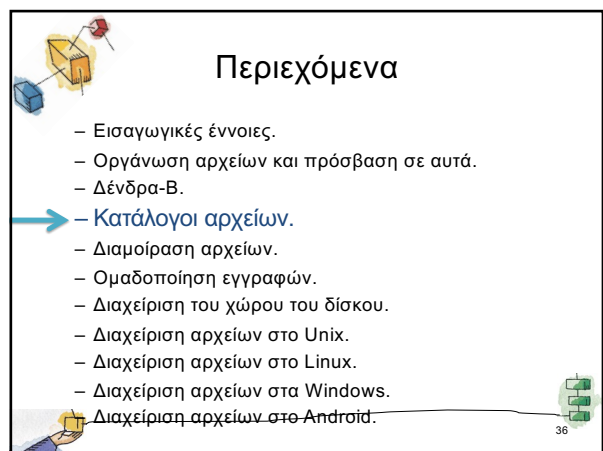 Περιεχόμενα
– Εισαγωγικές έννοιες.
– Οργάνωση αρχείων και πρόσβαση σε αυτά.
– Δένδρα-Β.
– Κατάλογοι αρχείων.
– Διαμοίραση αρχείων.
– Ομαδοποίηση εγγραφών.
– Διαχείριση του χώρου του δίσκου.
– Διαχείριση αρχείων στο Unix.
– Διαχείριση αρχείων στο Linux.
– Διαχείριση αρχείων στα Windows.
– Διαχείριση αρχείων στο Android.
36